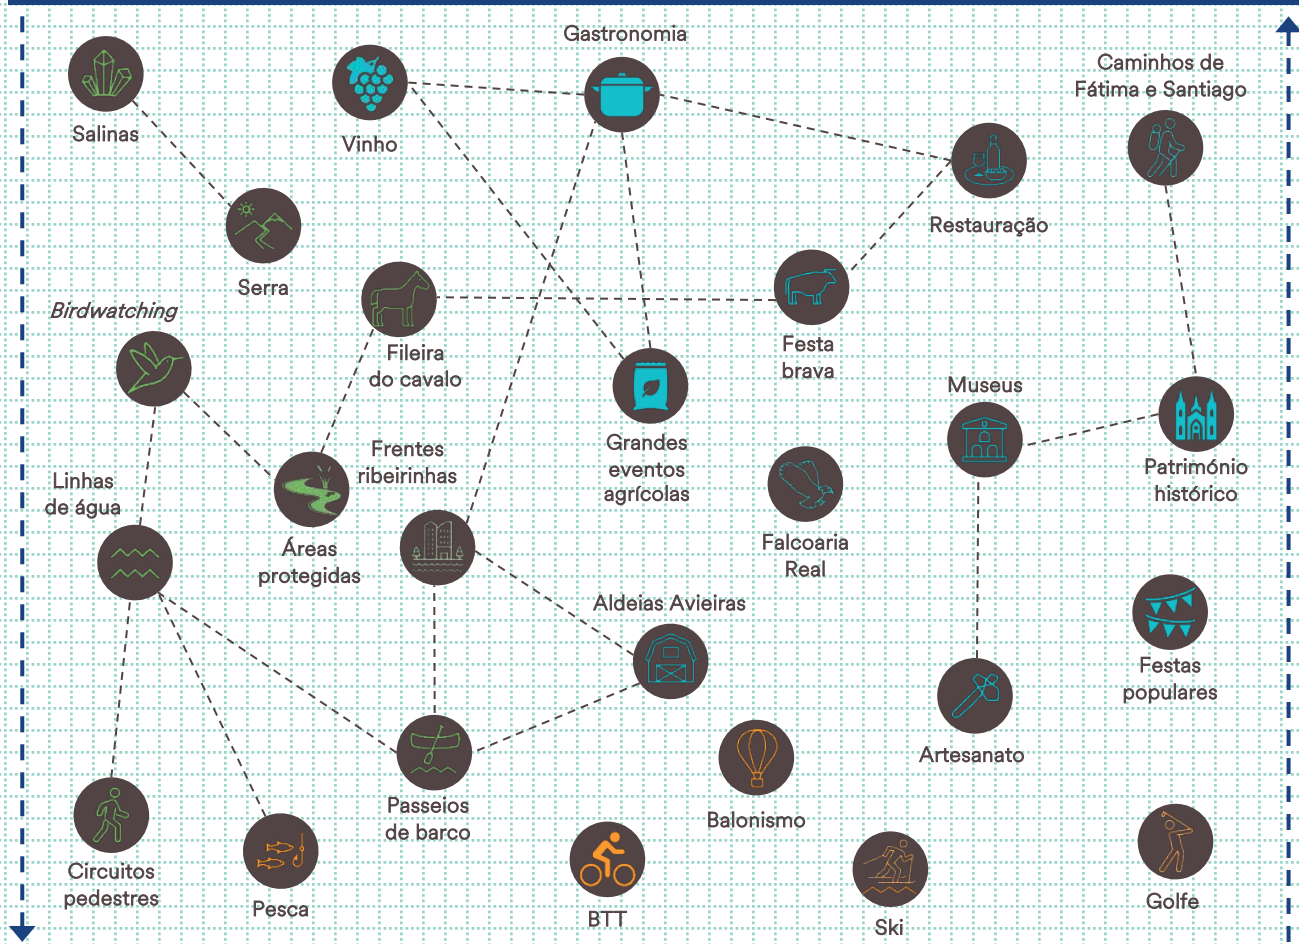 Gastronomia
Caminhos de
Fátima e Santiago
Salinas
Vinho
Restauração
Serra
Birdwatching
Fileira
do cavalo
Festa
brava
Museus
Frentes
ribeirinhas
Grandes
eventos
agrícolas
Património
histórico
Linhas
de água
Áreas
protegidas
Falcoaria
Real
Aldeias Avieiras
Festas
populares
Artesanato
Passeios
de barco
Balonismo
Circuitos
pedestres
Pesca
BTT
Ski
Golfe